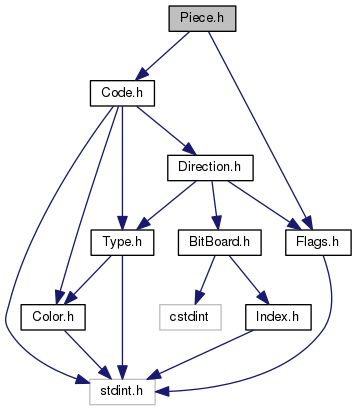 Piece.h
Code.h
Direction.h
Type.h
BitBoard.h
Flags.h
Color.h
cstdint
Index.h
stdint.h